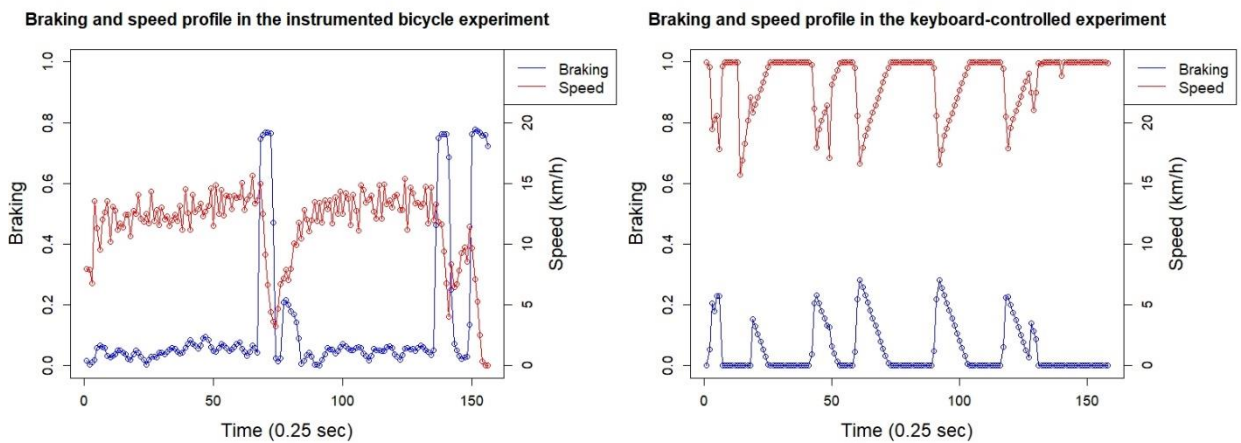 Braking and speed profile in the instrumented bicycle experiment
Braking
Speed
1.0
0.8
0.6
0.4
0.2
0.0
Braking
20
15
10
5
0
Speed (km/h)
0
50
100
150
Time (0.25 sec)
Braking and speed profile in the keyboard-controlled experiment
Braking
Speed
1.0
0.8
0.6
0.4
0.2
0.0
Braking
20
15
10
5
0
Speed (km/h)
0
50
100
150
Time (0.25 sec)